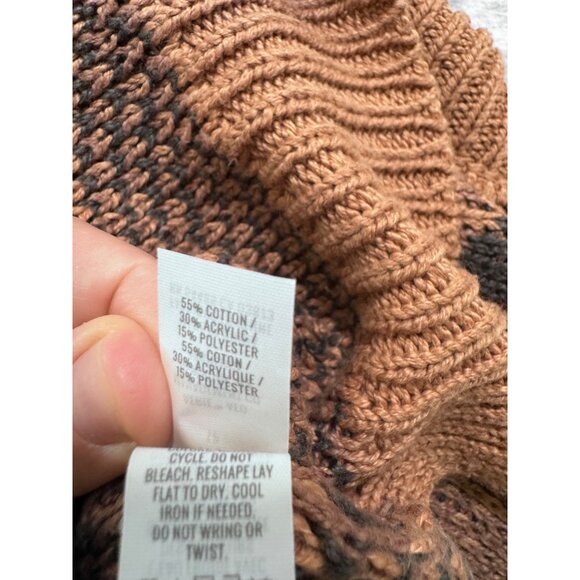 55% COTTON /
30% ACRYLIC /
15% POLYESTER
55% COTON /
30% ACRYLIQUE /
15% POLYESTER
CYCLE. DO NOT
BLEACH. RESHAPE LAY
FLAT TO DRY, COOL
IRON IF NEEDED.
DO NOT WRING OR
TWIST.